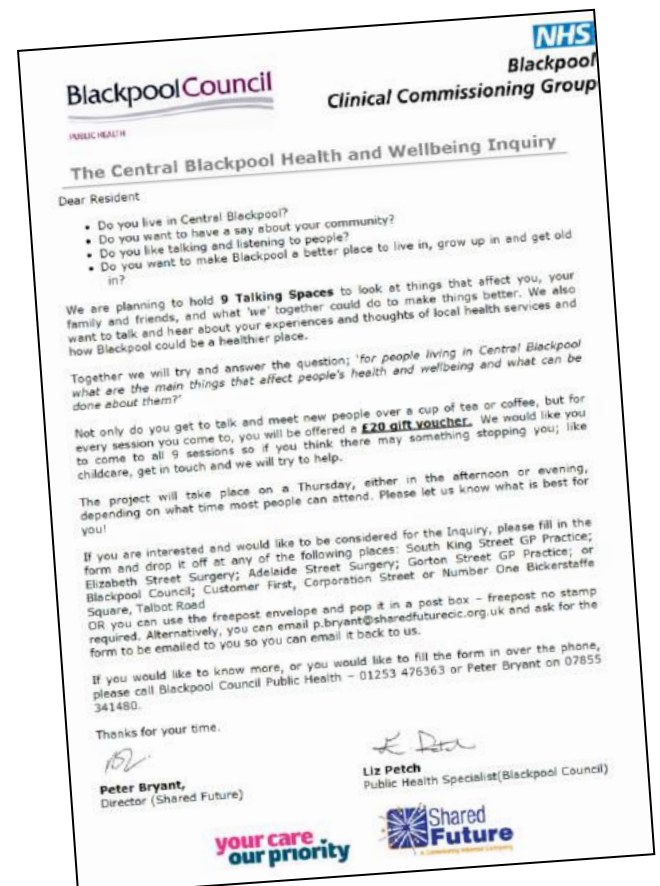 NHS
Blackpool
Clinical Commissioning Group
BlackpoolCouncil
PUBLIC HEALTH
The Central Blackpool Health and Wellbeing Inquiry
Dear Resident
• Do you live in Central Blackpool?
• Do you want to have a say about your community?
• Do you like talking and listening to people?
• Do you want to make Blackpool a better place to live in, grow up in and get old
in?
We are planning to hold 9 Talking Spaces to look at things that affect you, your
family and friends, and what 'we' together could do to make things better. We also
want to talk and hear about your experiences and thoughts of local health services and
how Blackpool could be a healthier place.
Together we will try and answer the question; 'for people living in Central Blackpool
what are the main things that affect people's health and wellbeing and what can be
done about them?'
Not only do you get to talk and meet new people over a cup of tea or coffee, but for
every session you come to, you will be offered a £20 gift voucher. We would like you
to come to all 9 sessions so if you think there may something stopping you; like
childcare, get in touch and we will try to help.
The project will take place on a Thursday, either in the afternoon or evening,
depending on what time most people can attend. Please let us know what is best for
you!
If you are interested and would like to be considered for the Inquiry, please fill in the
form and drop it off at any of the following places: South King Street GP Practice;
Elizabeth Street Surgery; Adelaide Street Surgery; Gorton Street GP Practice; or
Blackpool Council; Customer First, Corporation Street or Number One Bickerstaffe
Square, Talbot Road
OR you can use the freepost envelope and pop it in a post box – freepost no stamp
required. Alternatively, you can email p.bryant@sharedfuturecic.org.uk and ask for the
form to be emailed to you so you can email it back to us.
If you would like to know more, or you would like to fill the form in over the phone,
please call Blackpool Council Public Health – 01253 476363 or Peter Bryant on 07855
341480.
Thanks for your time.
Peter Bryant,
Director (Shared Future)
Liz Petch
Public Health Specialist(Blackpool Council)
your care
our priority
Shared
Future
A Community Interest Company